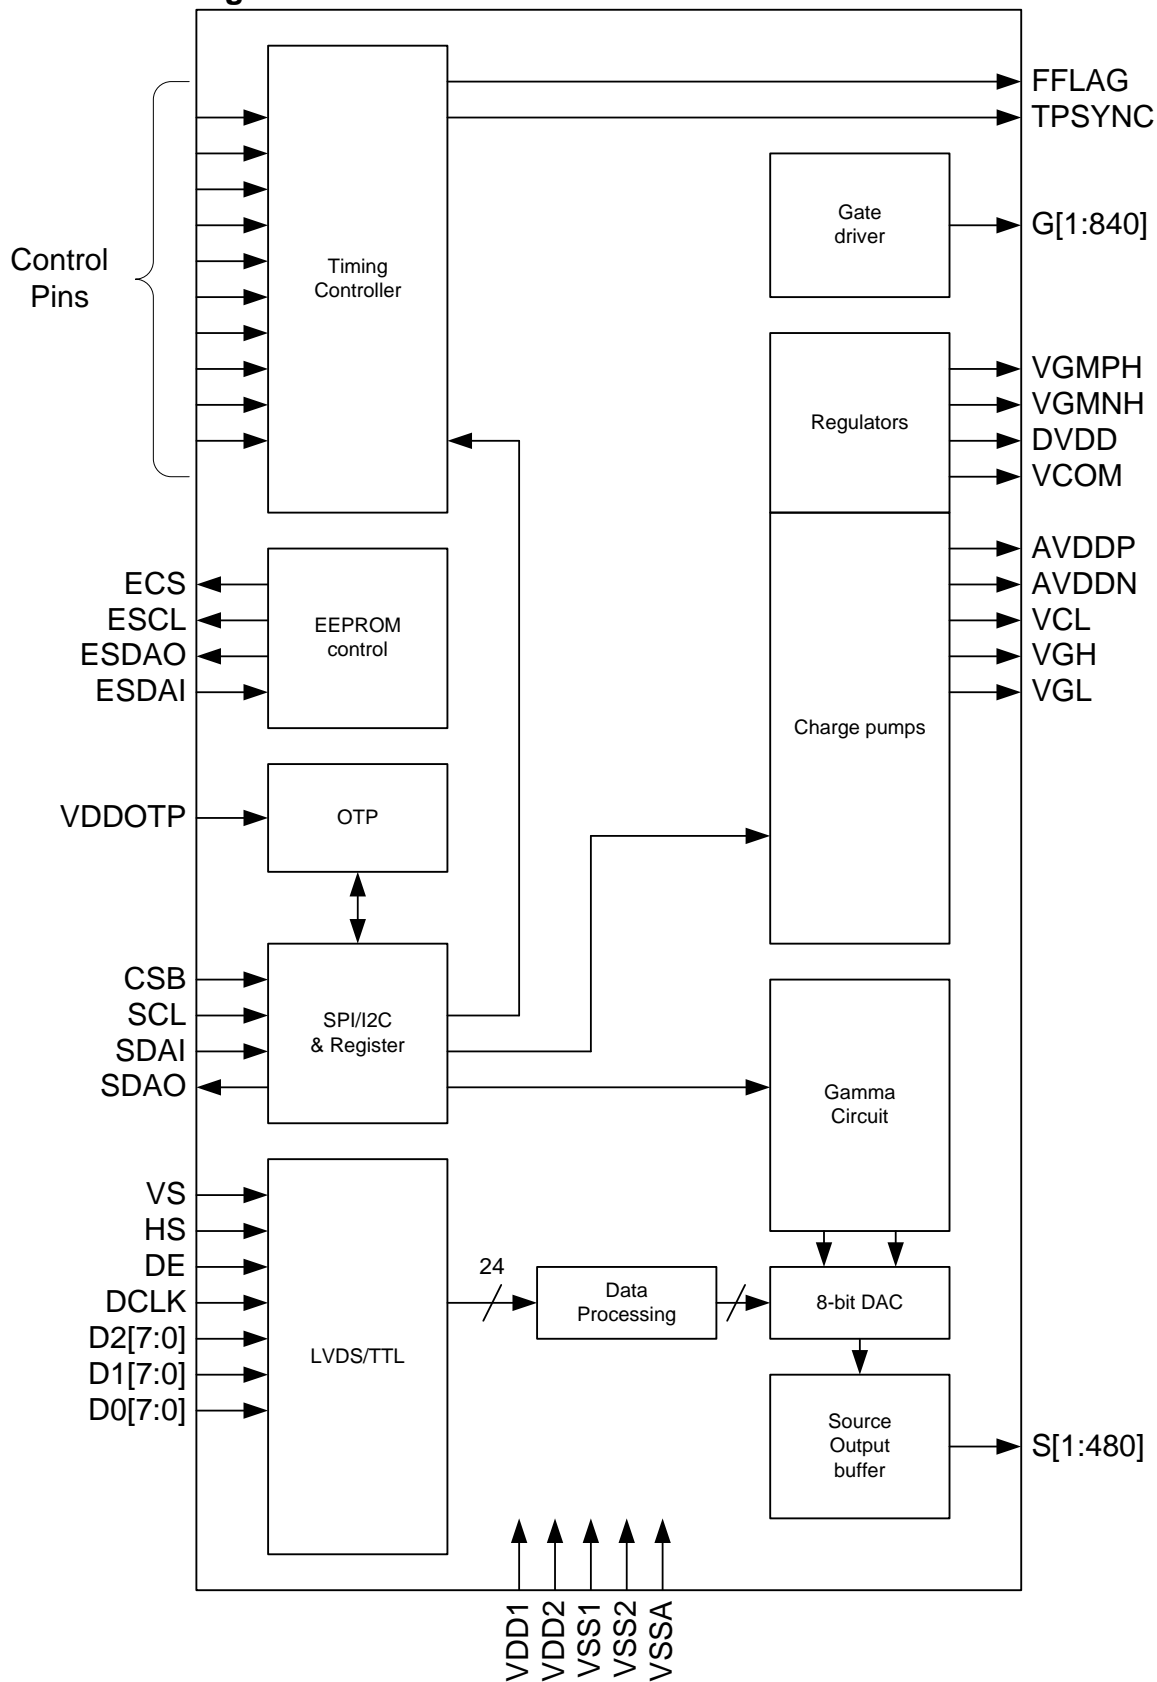 FFLAG
TPSYNC
Control
Pins
Timing
Controller
Gate
driver
G[1:840]
Regulators
VGMPH
VGMNH
DVDD
VCOM
ECS
ESCL
ESDAO
ESDAI
EEPROM
control
Charge pumps
AVDDP
AVDDN
VCL
VGH
VGL
VDDOTP
OTP
CSB
SCL
SDAI
SDAO
SPI/I2C
& Register
Gamma
Circuit
VS
HS
DE
DCLK
D2[7:0]
D1[7:0]
D0[7:0]
LVDS/TTL
24
Data
Processing
8-bit DAC
Source
Output
buffer
S[1:480]
VDD1
VDD2
VSS1
VSS2
VSSA